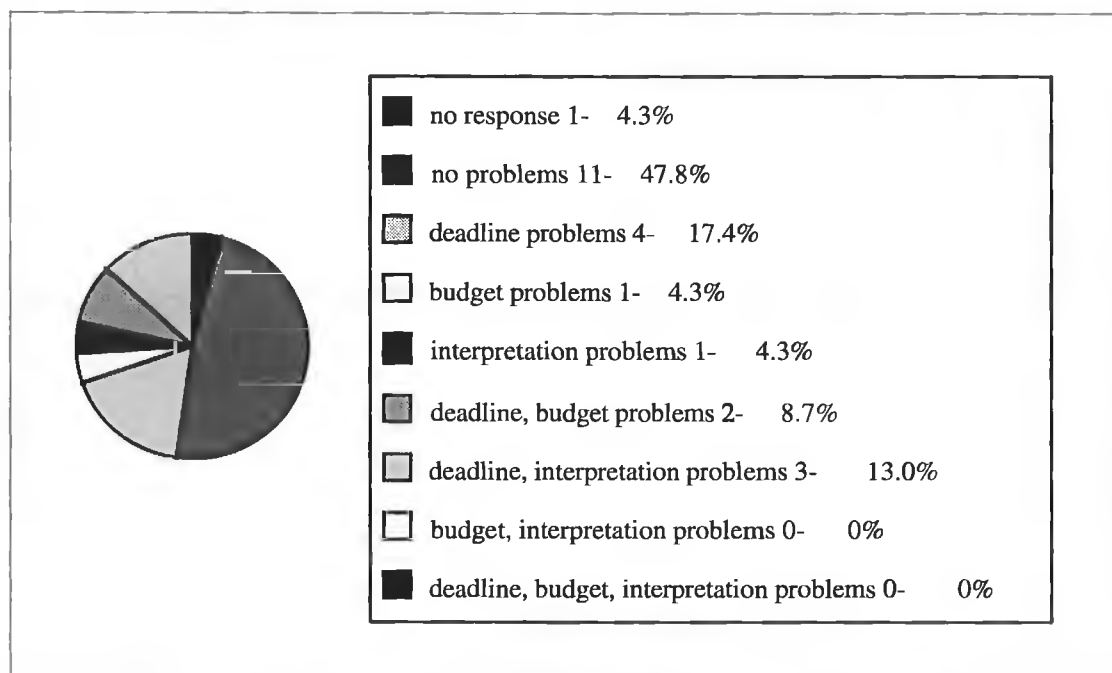 no response 1- 4.3%
no problems 11- 47.8%
deadline problems 4- 17.4%
budget problems 1- 4.3%
interpretation problems 1- 4.3%
deadline, budget problems 2- 8.7%
deadline, interpretation problems 3- 13.0%
budget, interpretation problems 0- 0%
deadline, budget, interpretation problems 0- 0%